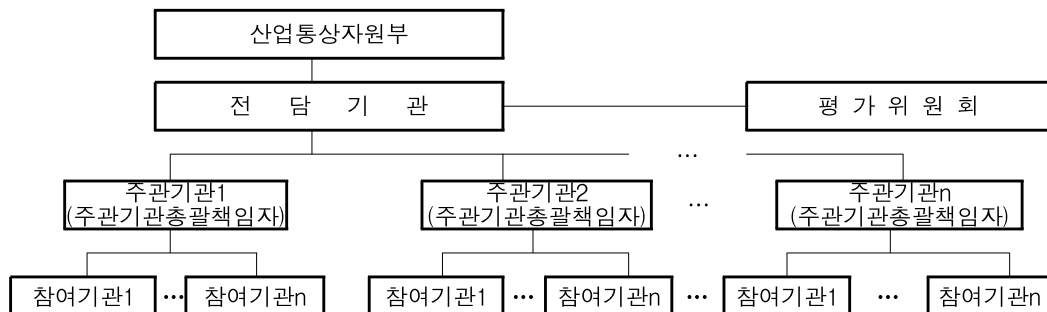 산업통상자원부
전 담 기 관
평 가 위 원 회
...
주관기관1
(주관기관총괄책임자)
주관기관2
(주관기관총괄책임자)
...
주관기관n
(주관기관총괄책임자)
참여기관1 ... 참여기관n 참여기관1 ... 참여기관n ... 참여기관1 ... 참여기관n